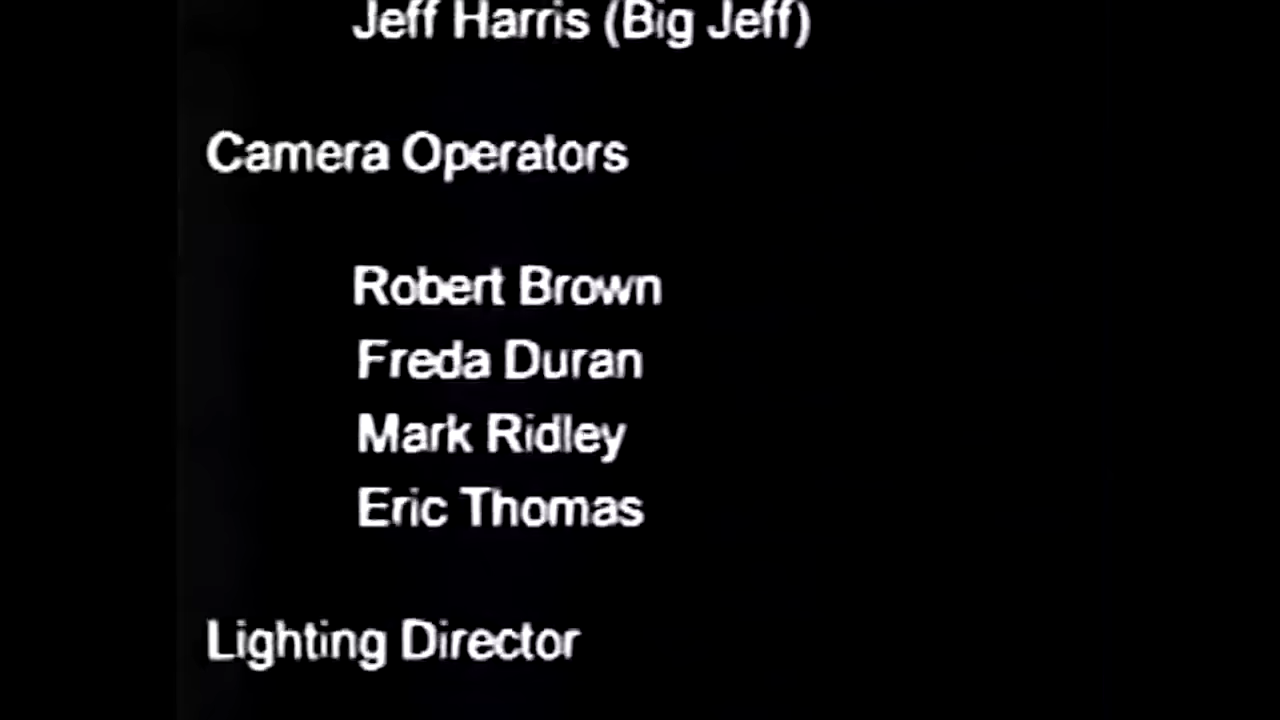 Jeff Harris (Big Jeff)
Camera Operators
Robert Brown
Freda Duran
Mark Ridley
Eric Thomas
Lighting Director